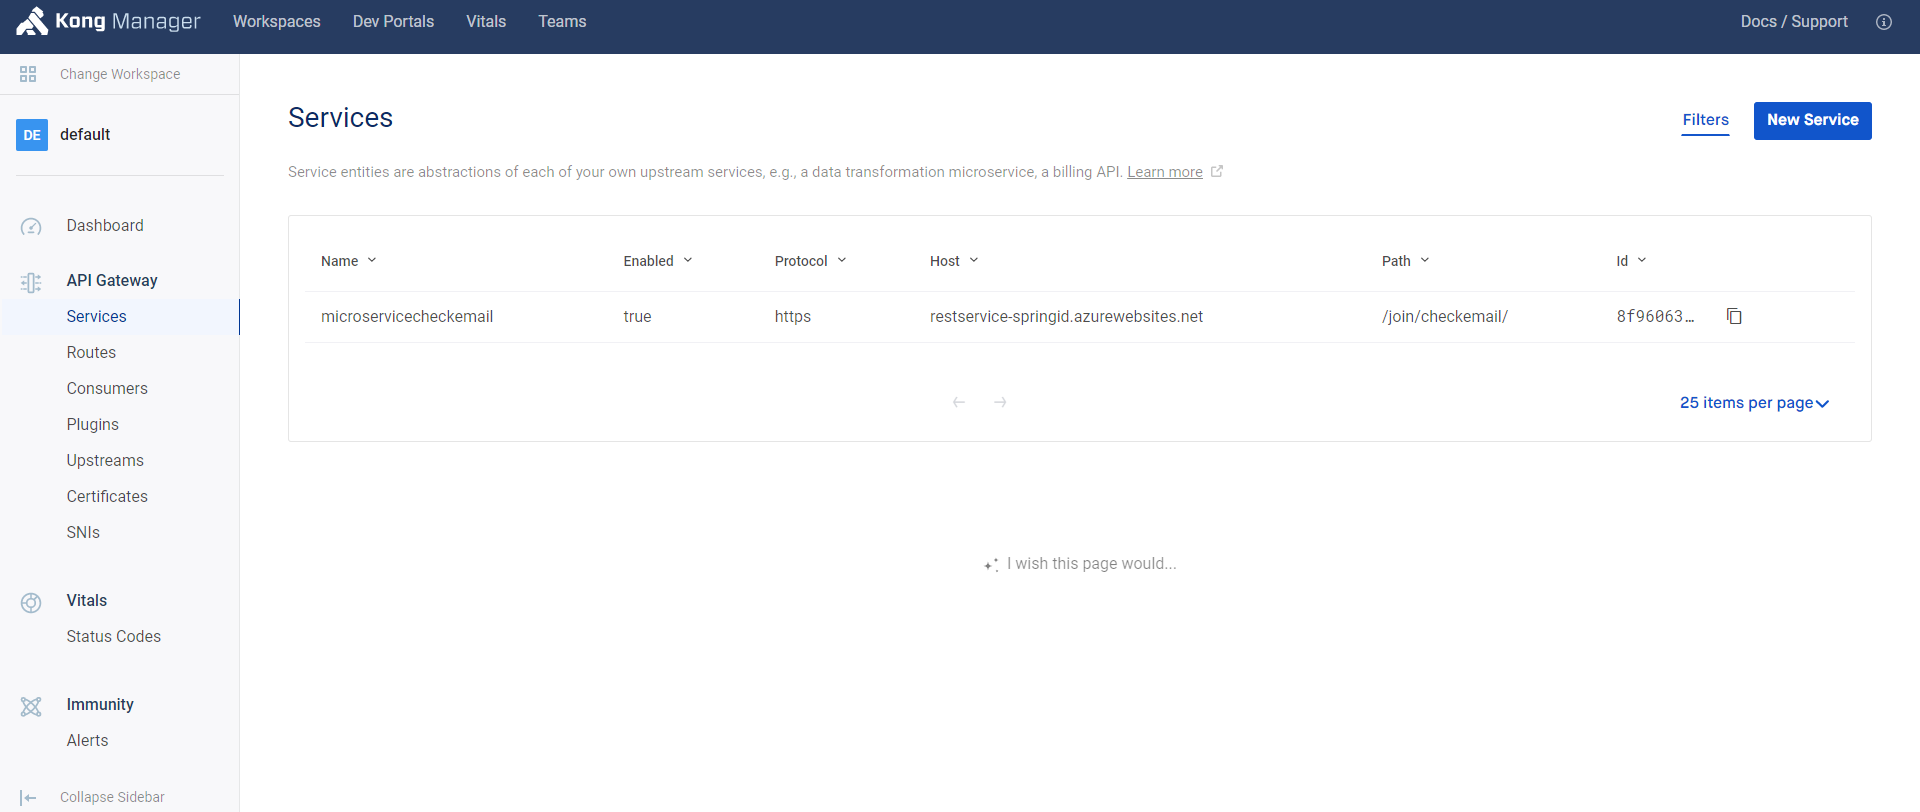 Kong Manager Workspaces Dev Portals Vitals Teams Docs / Support
Change Workspace
DE default
Dashboard
API Gateway
Services
Routes
Consumers
Plugins
Upstreams
Certificates
SNIs
Vitals
Status Codes
Immunity
Alerts
Collapse Sidebar
Services
Filters New Service
Service entities are abstractions of each of your own upstream services, e.g., a data transformation microservice, a billing API. Learn more
Name Enabled Protocol Host Path Id
microservicecheckemail true https restservice-springid.azurewebsites.net /join/checkemail/ 8f96063…
25 items per page
I wish this page would...